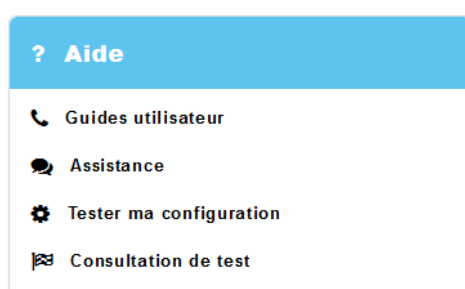 ? Aide
Guides utilisateur
Assistance
Tester ma configuration
Consultation de test